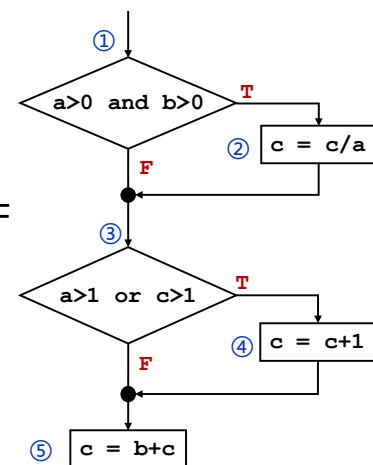 ①
a>0 and b>0
T
② c = c/a
F
=
③
a>1 or c>1
T
④ c = c+1
F
⑤ c = b+c